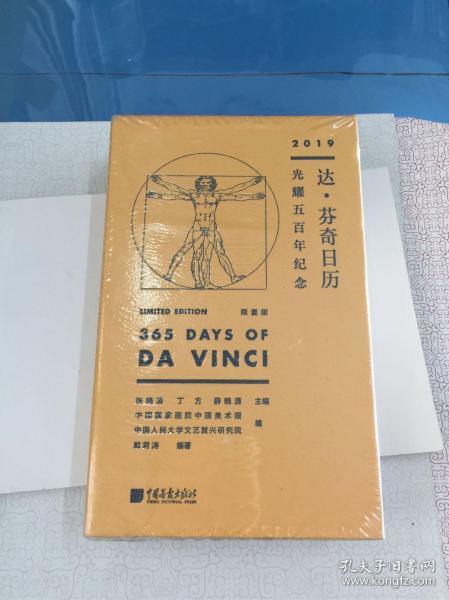 2019
达·芬奇日历
光耀五百年纪念
LIMITED EDITION 限量版
365 DAYS OF
DA VINCI
张晓凌 丁方 薛晓源 主编
中国国家画院中国美术报
中国人民大学文艺复兴研究院 编
郝君涛 编著
中国画报出版社
CHINA PICTORIAL PRESS
孔夫子旧书网
www.kongfz.com